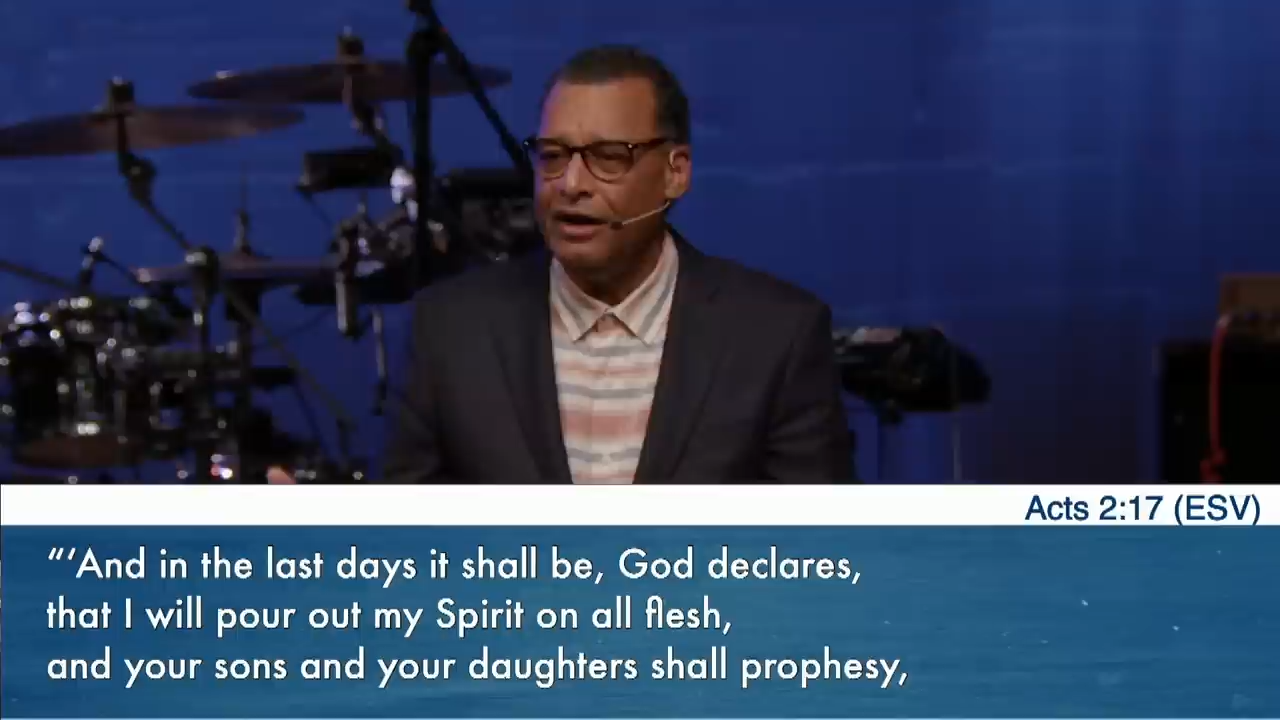 Acts 2:17 (ESV)
“‘And in the last days it shall be, God declares,
that I will pour out my Spirit on all flesh,
and your sons and your daughters shall prophesy,